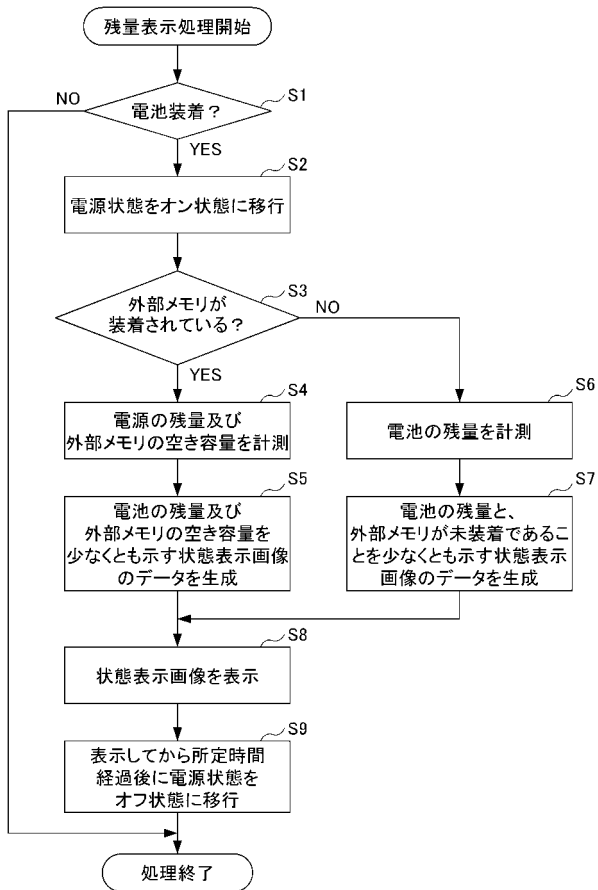 残量表示処理開始
S1
電池装着？
NO
YES
S2
電源状態をオン状態に移行
S3
外部メモリが
装着されている？
NO
YES
S4
電源の残量及び
外部メモリの空き容量を計測
S6
電池の残量を計測
S5
電池の残量及び
外部メモリの空き容量を
少なくとも示す状態表示画像
のデータを生成
S7
電池の残量と、
外部メモリが未装着であるこ
とを少なくとも示す状態表示
画像のデータを生成
S8
状態表示画像を表示
S9
表示してから所定時間
経過後に電源状態を
オフ状態に移行
処理終了